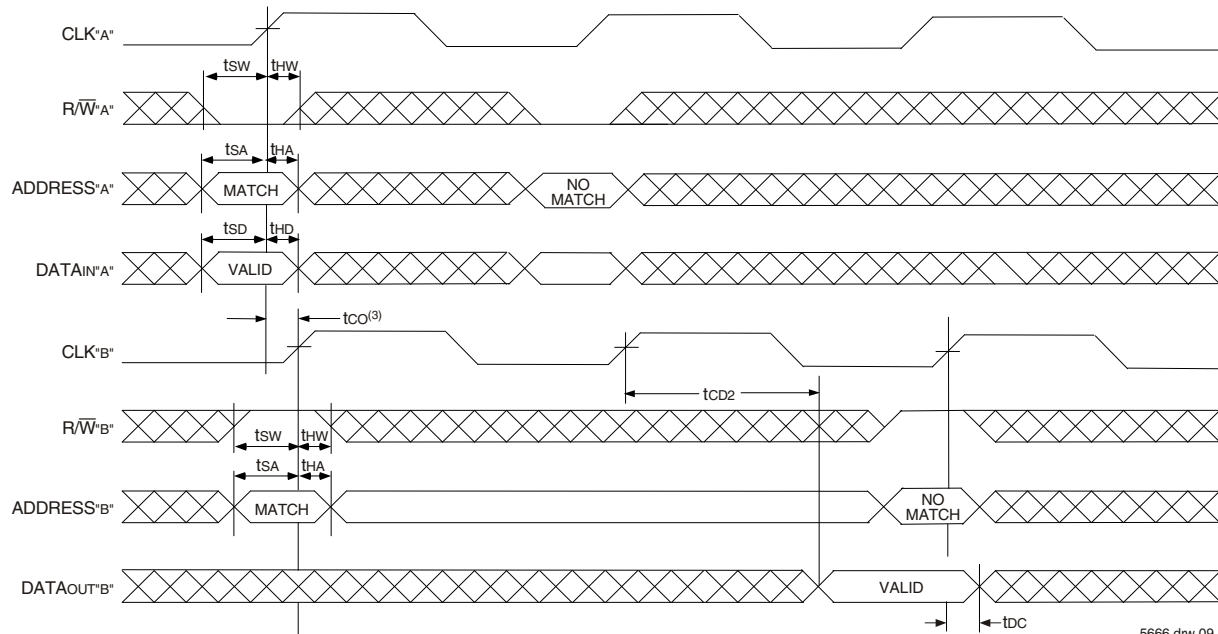 CLK"A"
tSW tHW
R/W̅"A"
tSA tHA
ADDRESS"A" MATCH NO MATCH
tSD tHD
DATAIN"A" VALID
tCO(3)
CLK"B"
tCD2
R/W̅"B"
tSW tHW
tSA tHA
ADDRESS"B" MATCH NO MATCH
DATAOUT"B" VALID
tDC
5666 drw 09